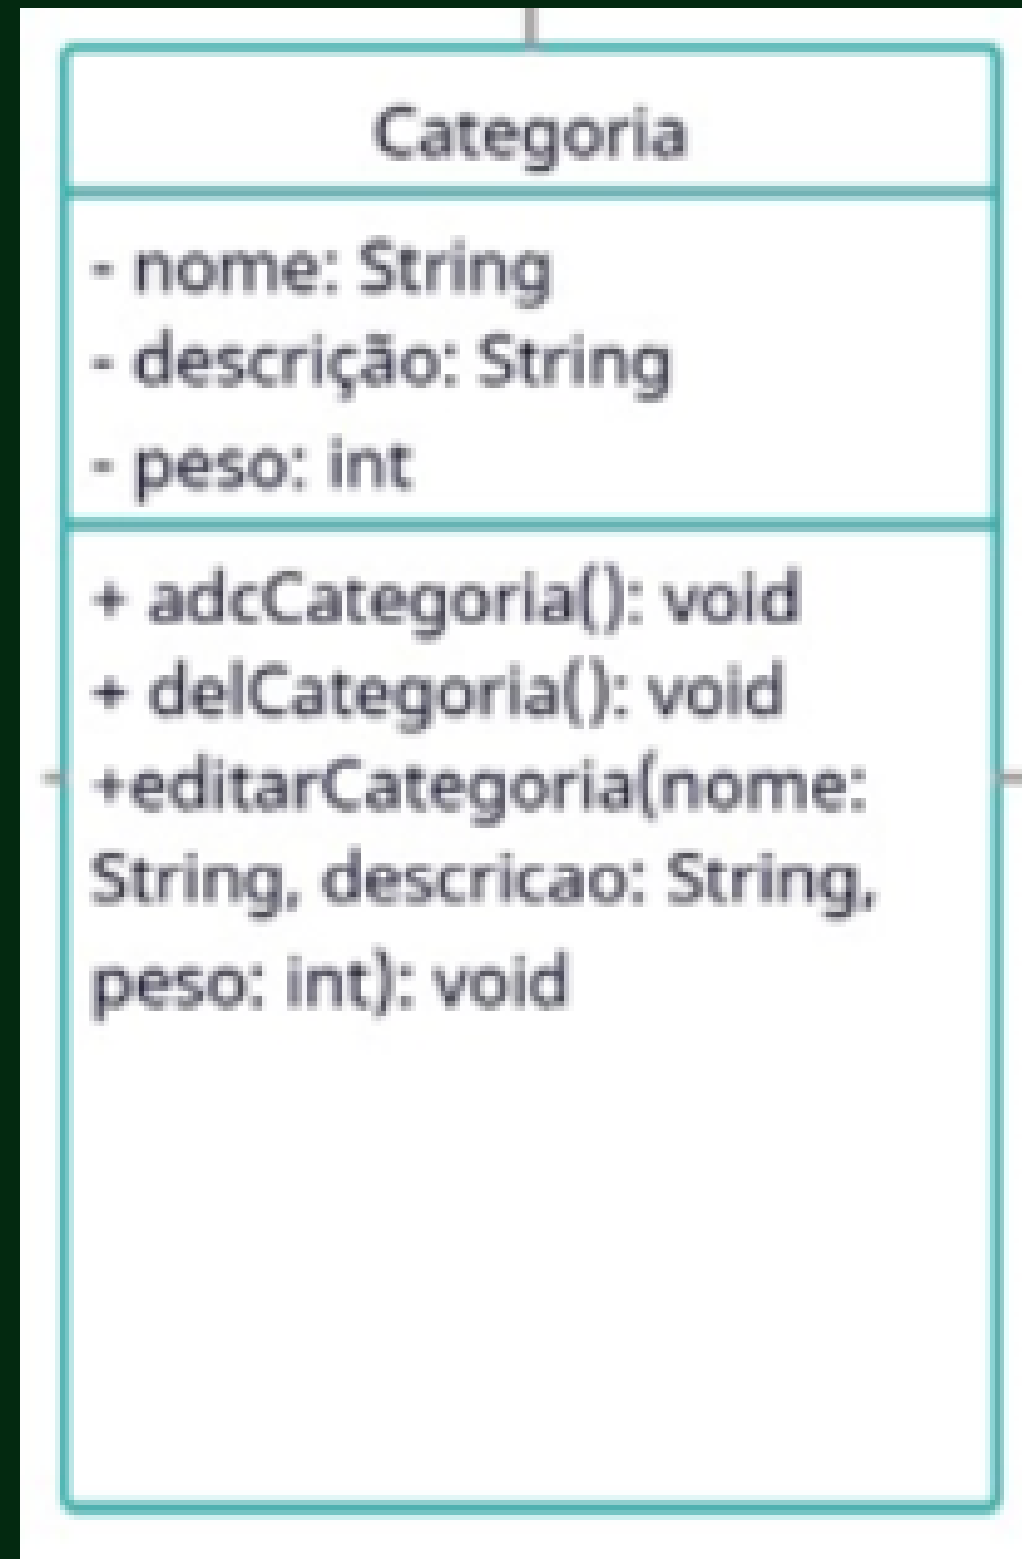 Categoria
- nome: String
- descrição: String
- peso: int
+ adcCategoria(): void
+ delCategoria(): void
+editarCategoria(nome:
String, descricao: String,
peso: int): void